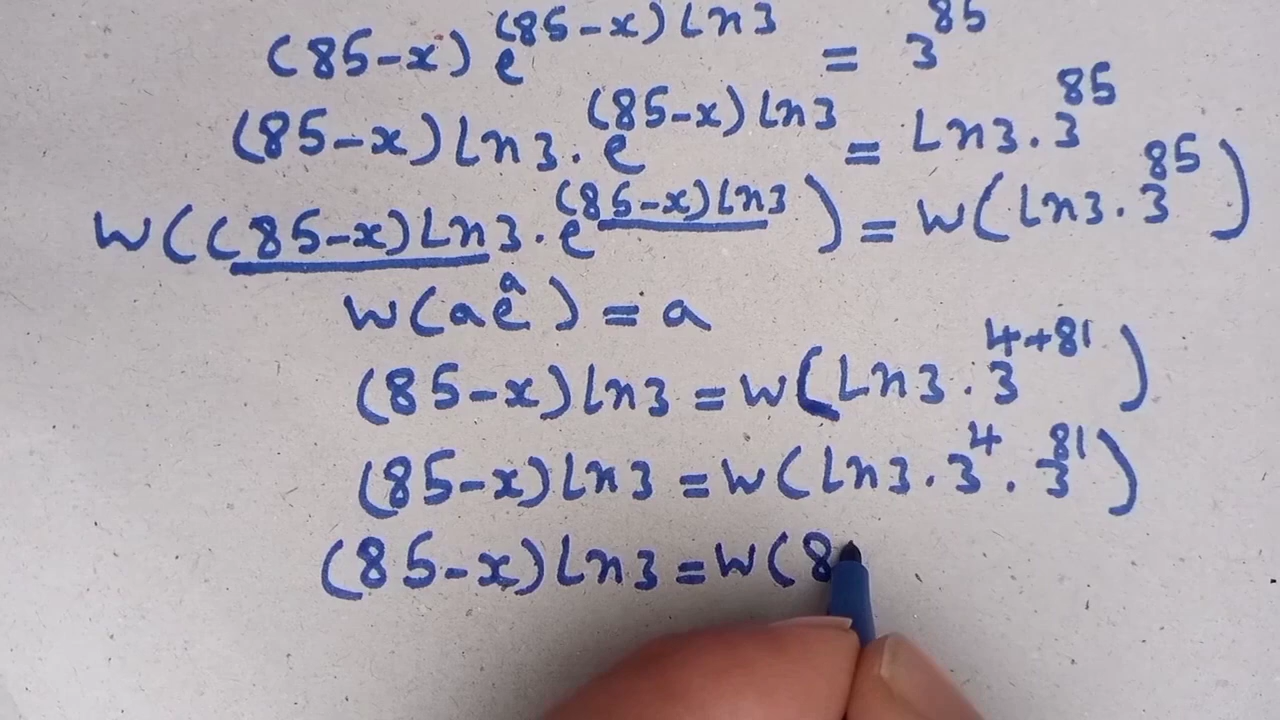 (85-x) e^(85-x) ln3 = 3^85
(85-x) ln3 . e^(85-x) ln3 = ln3 . 3^85
W((85-x) ln3 . e^(85-x) ln3) = W(ln3 . 3^85)
W(ae^a) = a
(85-x) ln3 = W(ln3 . 3^4+81)
(85-x) ln3 = W(ln3 . 3^4 . 3^81)
(85-x) ln3 = W(8